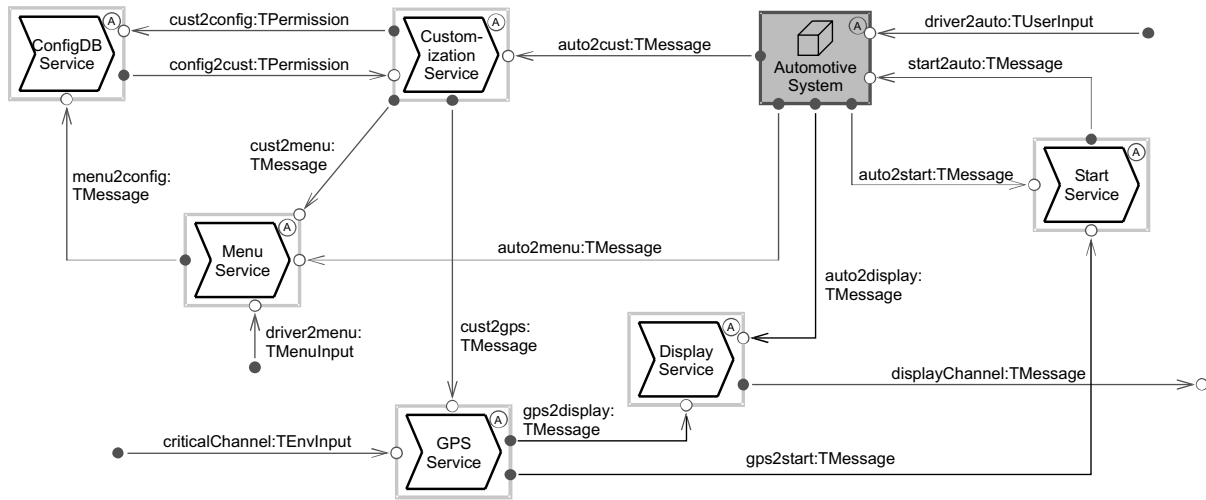 cust2config:TPermission
A
ConfigDB
Service
config2cust:TPermission
A
Custom-
ization
Service
auto2cust:TMessage
A
Automotive
System
driver2auto:TUserInput
start2auto:TMessage
cust2menu:
TMessage
menu2config:
TMessage
A
Start
Service
auto2start:TMessage
A
Menu
Service
auto2menu:TMessage
auto2display:
TMessage
driver2menu:
TMenuInput
cust2gps:
TMessage
A
Display
Service
displayChannel:TMessage
gps2display:
TMessage
criticalChannel:TEnvInput
A
GPS
Service
gps2start:TMessage